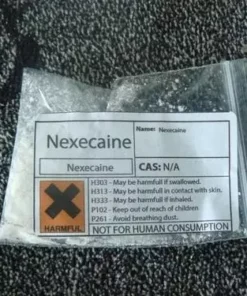 Name: Nexecaine
Nexecaine
Nexecaine
CAS: N/A
H303 - May be harmfull if swallowed.
H313 - May be harmfull in contact with skin.
H333 - May be harmfull if inhaled.
P102 - Keep out of reach of children
P261 - Avoid breathing dust.
HARMFUL
NOT FOR HUMAN CONSUMPTION